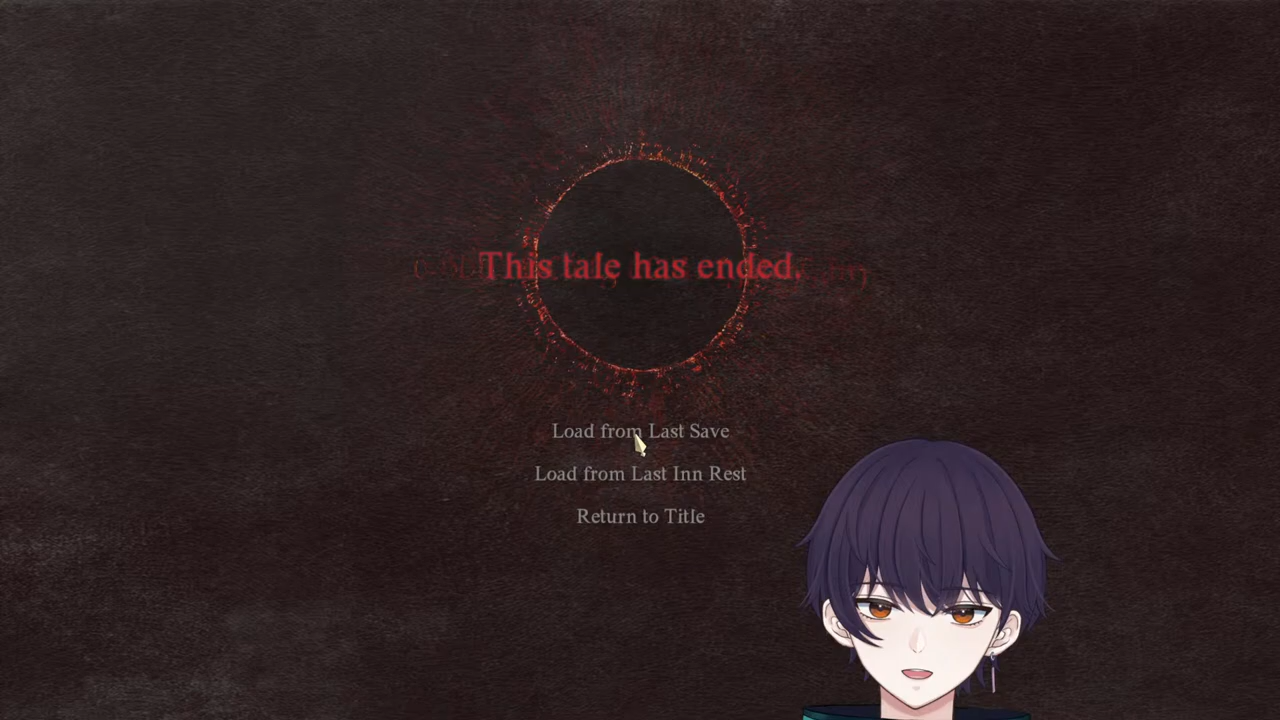 This tale has ended.
Load from Last Save
Load from Last Inn Rest
Return to Title